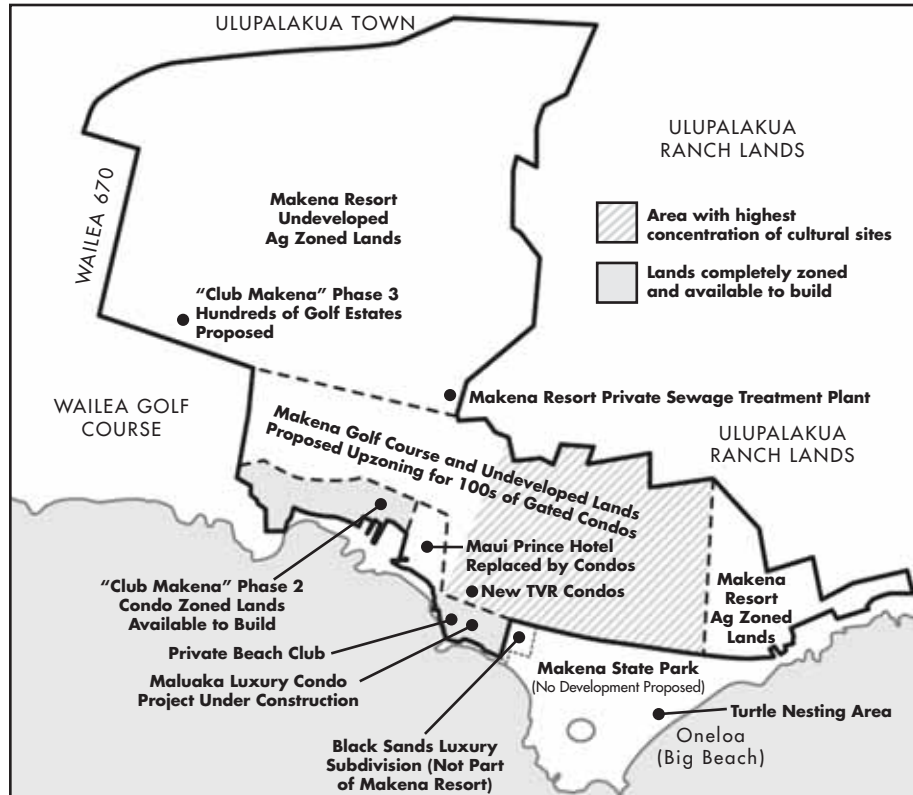 ULUPALAKUA TOWN
ULUPALAKUA
RANCH LANDS
WAILEA 670
Makena Resort
Undeveloped
Ag Zoned Lands
Area with highest
concentration of cultural sites
Lands completely zoned
and available to build
“Club Makena” Phase 3
Hundreds of Golf Estates
Proposed
Makena Resort Private Sewage Treatment Plant
WAILEA GOLF
COURSE
Makena Golf Course and Undeveloped Lands
Proposed Upzoning for 100s of Gated Condos
ULUPALAKUA
RANCH LANDS
Maui Prince Hotel
Replaced by Condos
New TVR Condos
Makena
Resort
Ag Zoned
Lands
“Club Makena” Phase 2
Condo Zoned Lands
Available to Build
Private Beach Club
Maluaka Luxury Condo
Project Under Construction
Makena State Park
(No Development Proposed)
Turtle Nesting Area
Oneloa
(Big Beach)
Black Sands Luxury
Subdivision (Not Part
of Makena Resort)